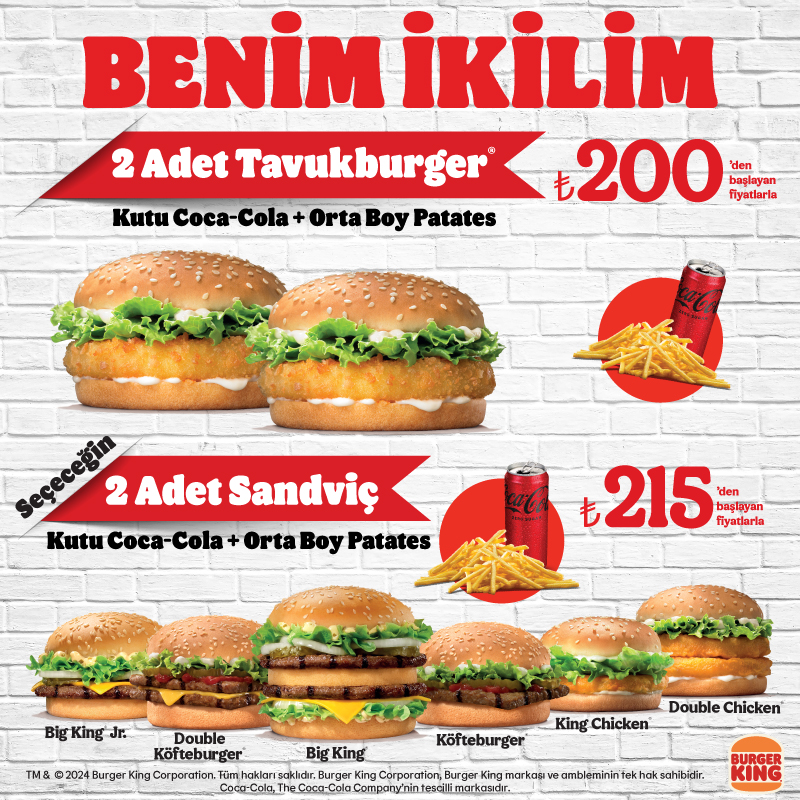 BENİM İKİLİM
2 Adet Tavukburger®
₺200
'den
başlayan
fiyatlarla
Kutu Coca-Cola + Orta Boy Patates
Seçeceğin
2 Adet Sandviç
₺215
'den
başlayan
fiyatlarla
Kutu Coca-Cola + Orta Boy Patates
Big King® Jr.
Double
Köfteburger®
Big King®
Köfteburger®
King Chicken®
Double Chicken®
BURGER
KING
TM & © 2024 Burger King Corporation. Tüm hakları saklıdır. Burger King Corporation, Burger King markası ve ambleminin tek hak sahibidir.
Coca-Cola, The Coca-Cola Company'nin tescilli markasıdır.